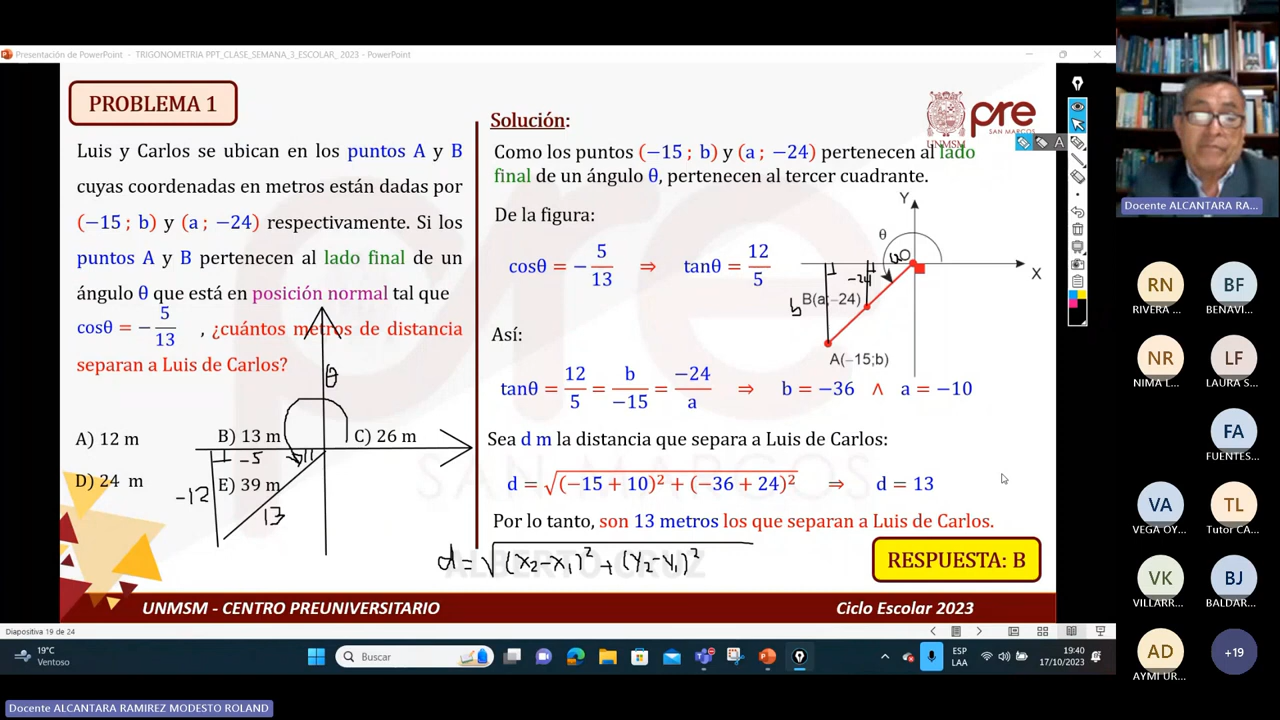 Presentación de PowerPoint - TRIGONOMETRIA PPT_CLASE_SEMANA_3_ESCOLAR_ 2023 - PowerPoint
PROBLEMA 1
Luis y Carlos se ubican en los puntos A y B
cuyas coordenadas en metros están dadas por
(−15 ; b) y (a ; −24) respectivamente. Si los
puntos A y B pertenecen al lado final de un
ángulo θ que está en posición normal tal que
cosθ = − 5/13 , ¿cuántos metros de distancia
separan a Luis de Carlos?
A) 12 m B) 13 m C) 26 m
D) 24 m E) 39 m
θ
-5
-12
13
Solución:
UNMSM
pre
SAN MARCOS
A
Como los puntos (−15 ; b) y (a ; −24) pertenecen al lado
final de un ángulo θ, pertenecen al tercer cuadrante.
De la figura:
cosθ = − 5/13 ⇒ tanθ = 12/5
Y
θ
X
-24
B(a;−24)
b
A(−15;b)
Así:
tanθ = 12/5 = b/−15 = −24/a ⇒ b = −36 ∧ a = −10
Sea d m la distancia que separa a Luis de Carlos:
d = √(−15 + 10)² + (−36 + 24)² ⇒ d = 13
Por lo tanto, son 13 metros los que separan a Luis de Carlos.
d = √(x₂-x₁)² + (y₂-y₁)²
RESPUESTA: B
pre
SAN MARCOS
ALBERTO CRUZ
UNMSM - CENTRO PREUNIVERSITARIO
Ciclo Escolar 2023
Diapositiva 19 de 24
19°C
Ventoso
Buscar
ESP
LAA
19:40
17/10/2023
Docente ALCANTARA RAMIREZ MODESTO ROLAND
Docente ALCANTARA RA...
RN
RIVERA O...
BF
BENAVI...
NR
NIMA L...
LF
LAURA S...
FA
FUENTES...
VA
VEGA OY...
TL
Tutor CA...
VK
VILLARR...
BJ
BALDAR...
AD
AYMI UR...
+19